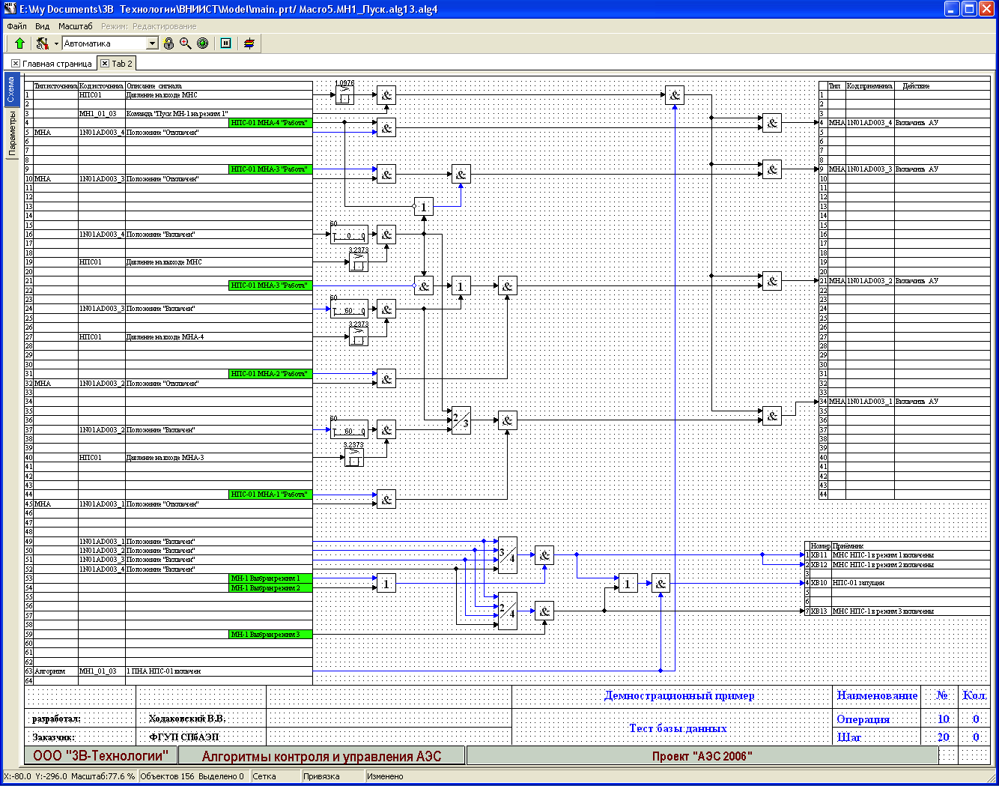 E:\My Documents\3В Технологии\ВНИИСТ\Model\main.prt/ Macro5.МН1_Пуск.alg13.alg4
Файл Вид Масштаб Режим: Редактирование
Автоматика
Главная страница Tab 2
Схема
Параметры
Тип источника Код источника Описание сигнала
1 НПС01 Давление на входе МНС
2
3 МН1_01_03 Команда "Пуск МН-1 на режим 1"
4 НПС-01 МНА-4 "Работа"
5 МНА 1N01AD003_4 Положение "Отключен"
6
7
8
9 НПС-01 МНА-3 "Работа"
10 МНА 1N01AD003_3 Положение "Отключен"
11
12
13
14
15
16 1N01AD003_4 Положение "Включен"
17
18
19 НПС01 Давление на выходе МНС
20
21 НПС-01 МНА-3 "Работа"
22
23
24 1N01AD003_3 Положение "Включен"
25
26
27 НПС01 Давление на входе МНА-4
28
29
30
31 НПС-01 МНА-2 "Работа"
32 МНА 1N01AD003_2 Положение "Отключен"
33
34
35
36
37 1N01AD003_2 Положение "Включен"
38
39
40 НПС01 Давление на входе МНА-3
41
42
43
44 НПС-01 МНА-1 "Работа"
45 МНА 1N01AD003_1 Положение "Отключен"
46
47
48
49 1N01AD003_1 Положение "Включен"
50 1N01AD003_2 Положение "Включен"
51 1N01AD003_3 Положение "Включен"
52 1N01AD003_4 Положение "Включен"
53 МН-1 Выбран режим 1
54 МН-1 Выбран режим 2
55
56
57
58
59 МН-1 Выбран режим 3
60
61
62
63 Алгоритм МН1_01_03 1 ПНА НПС-01 включен
64
1.0976
> & &
& &
& & &
1
60
T 0 0 &
3.2373
>
& 1 & &
60
T 60 0 &
3.2373
>
&
2/3 & &
60
T 60 0 &
3.2373
>
&
3/4 &
1 1 &
2/4 &
Тип Код приемника Действие
1
2
3
4 МНА 1N01AD003_4 Включить АУ
5
6
7
8
9 МНА 1N01AD003_3 Включить АУ
10
11
12
13
14
15
16
17
18
19
20
21 МНА 1N01AD003_2 Включить АУ
22
23
24
25
26
27
28
29
30
31
32
33
34 МНА 1N01AD003_1 Включить АУ
35
36
37
38
39
40
41
42
43
44
Номер Приёмник
1 ХВ11 МНС НПС-1 в режим 1 включены
2 ХВ12 МНС НПС-1 в режим 2 включены
3
4 ХВ10 НПС-01 запущен
5
6
7 ХВ13 МНС НПС-1 в режим 3 включены
Демнострационный пример Наименование № Кол.
разработал: Ходаковский В.В. Тест базы данных Операция 10 0
Заказчик: ФГУП СПбАЭП Шаг 20 0
ООО "3В-Технологии" Алгоритмы контроля и управления АЭС Проект "АЭС 2006"
X:-80.0 Y:-296.0 Масштаб:77.6 % Объектов 156 Выделено 0 Сетка Привязка Изменено